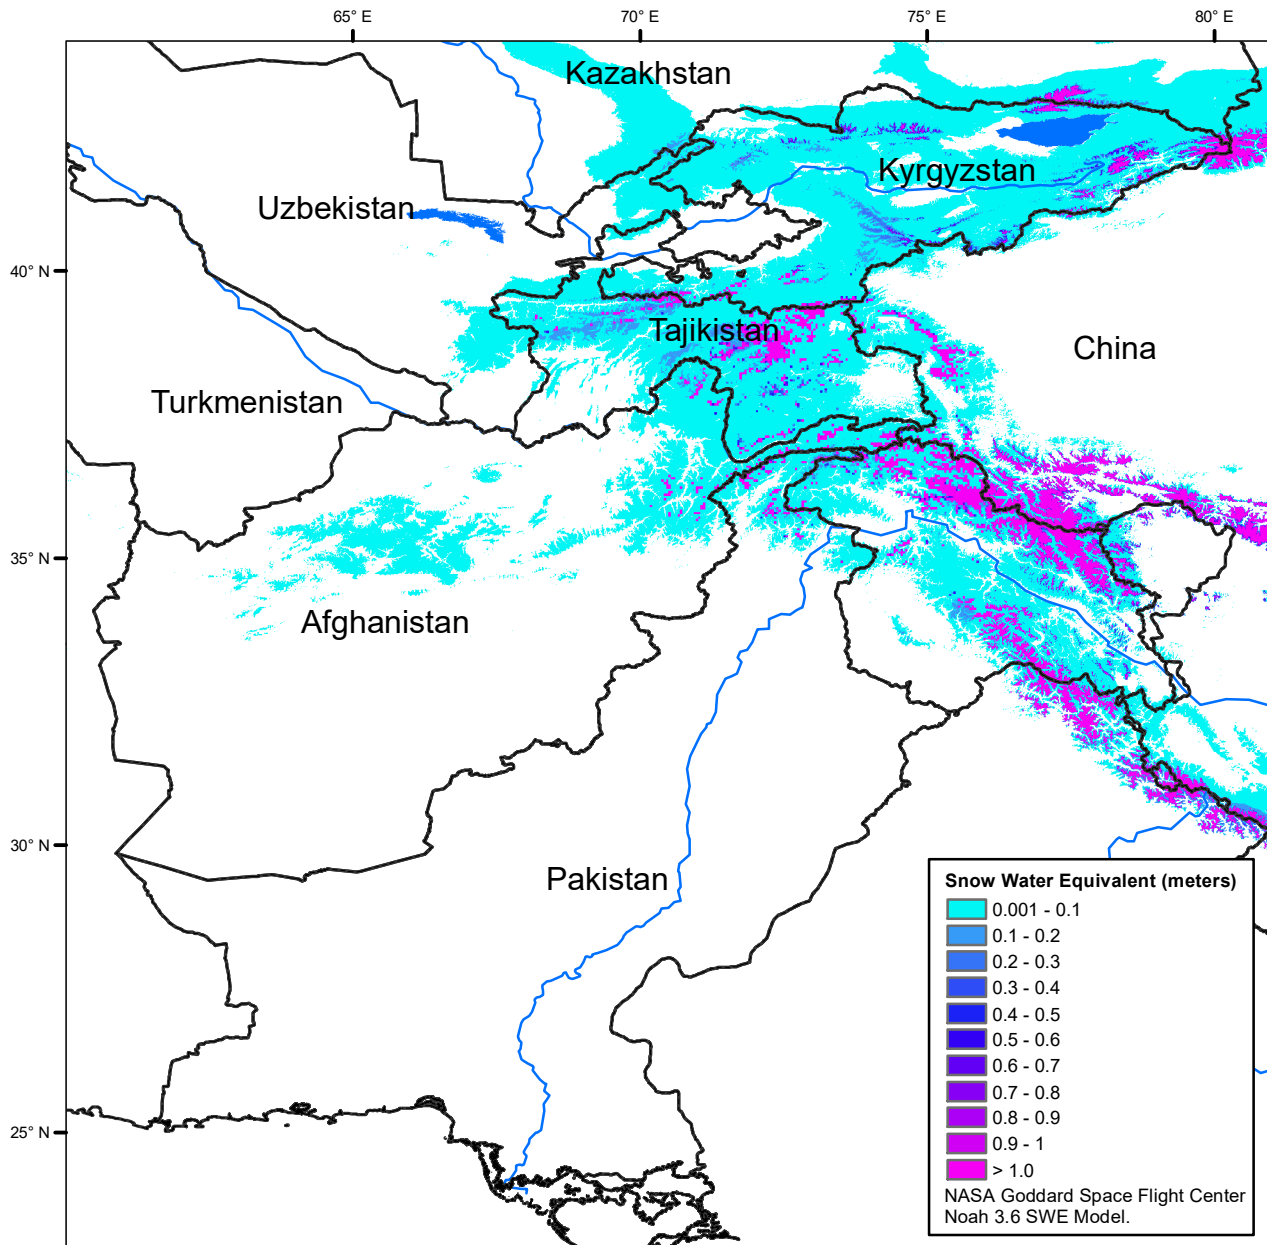 65° E
70° E
75° E
80° E
Kazakhstan
Kyrgyzstan
Uzbekistan
40° N
Tajikistan
China
Turkmenistan
35° N
Afghanistan
30° N
Pakistan
25° N
Snow Water Equivalent (meters)
0.001 - 0.1
0.1 - 0.2
0.2 - 0.3
0.3 - 0.4
0.4 - 0.5
0.5 - 0.6
0.6 - 0.7
0.7 - 0.8
0.8 - 0.9
0.9 - 1
> 1.0
NASA Goddard Space Flight Center
Noah 3.6 SWE Model.